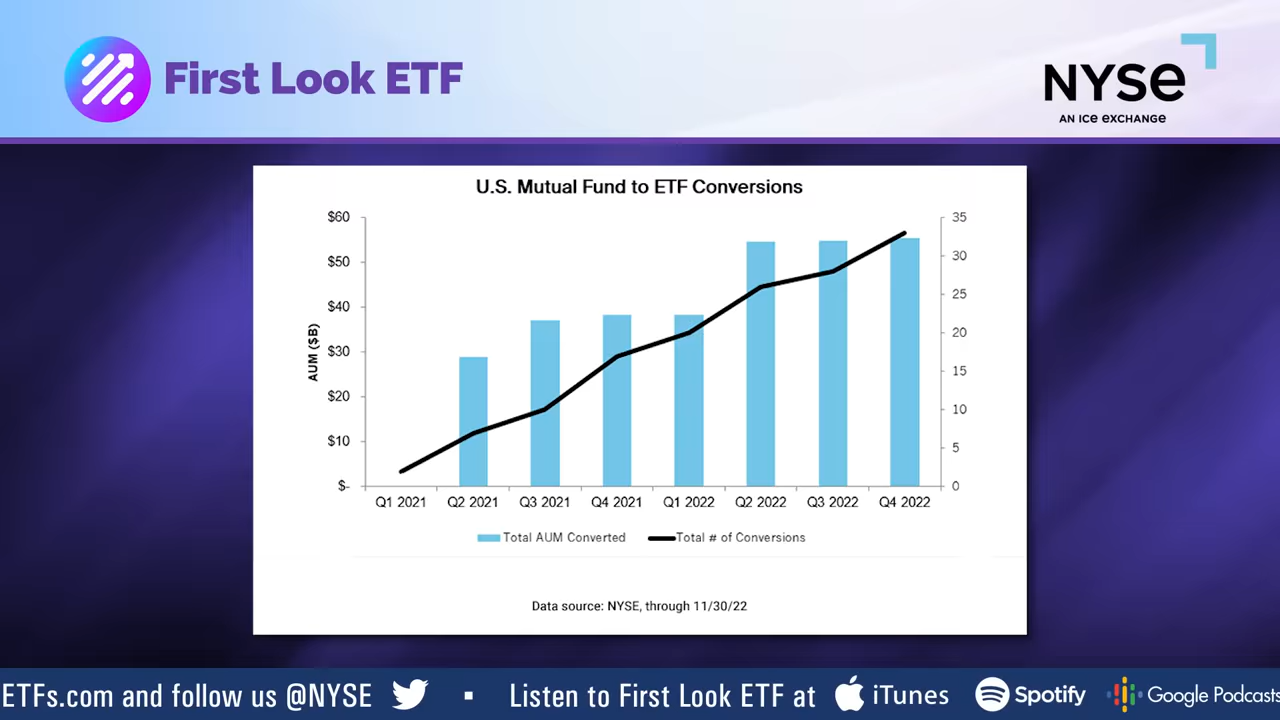 First Look ETF
NYSE
AN ICE EXCHANGE
U.S. Mutual Fund to ETF Conversions
AUM ($B)
$60
$50
$40
$30
$20
$10
$-
35
30
25
20
15
10
5
0
Q1 2021 Q2 2021 Q3 2021 Q4 2021 Q1 2022 Q2 2022 Q3 2022 Q4 2022
Total AUM Converted Total # of Conversions
Data source: NYSE, through 11/30/22
ETFs.com and follow us @NYSE ▪ Listen to First Look ETF at iTunes Spotify Google Podcasts